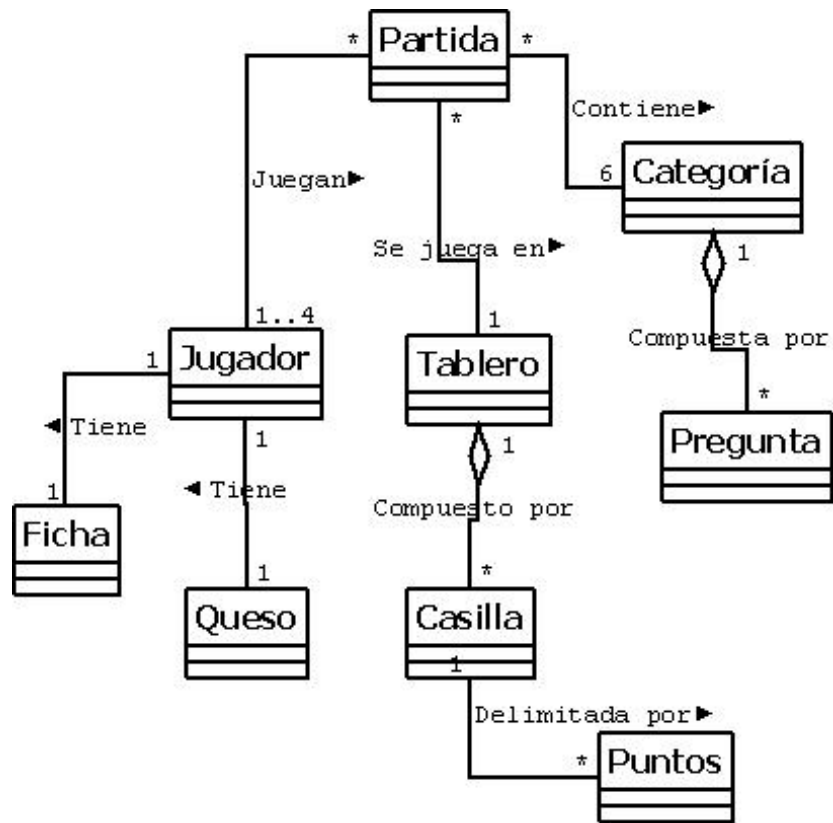 * Partida *
*
Contiene►
Juegan►
6 Categoría
1
Se juega en►
1..4
1
1 Jugador
Tablero
Compuesta por
◄ Tiene
1
1
*
Pregunta
◄ Tiene
1
Compuesto por
Ficha
1
*
Queso
Casilla
1
Delimitada por►
* Puntos